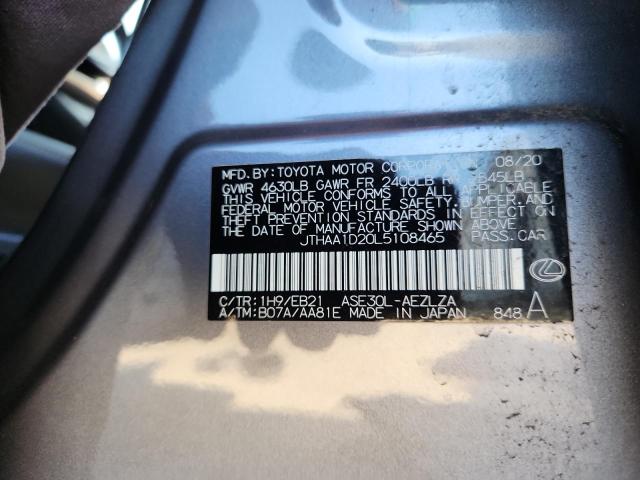 MFD. BY: TOYOTA MOTOR CORPORATION 08/20
GVWR 4630LB GAWR FR 2400LB RR 2645LB
THIS VEHICLE CONFORMS TO ALL APPLICABLE
FEDERAL MOTOR VEHICLE SAFETY, BUMPER, AND
THEFT PREVENTION STANDARDS IN EFFECT ON
THE DATE OF MANUFACTURE SHOWN ABOVE.
JTHAA1D20L5108465 PASS. CAR
C/TR: 1H9/EB21 ASE30L-AEZLZA
A/TM: B07A/AA81E MADE IN JAPAN 848 A